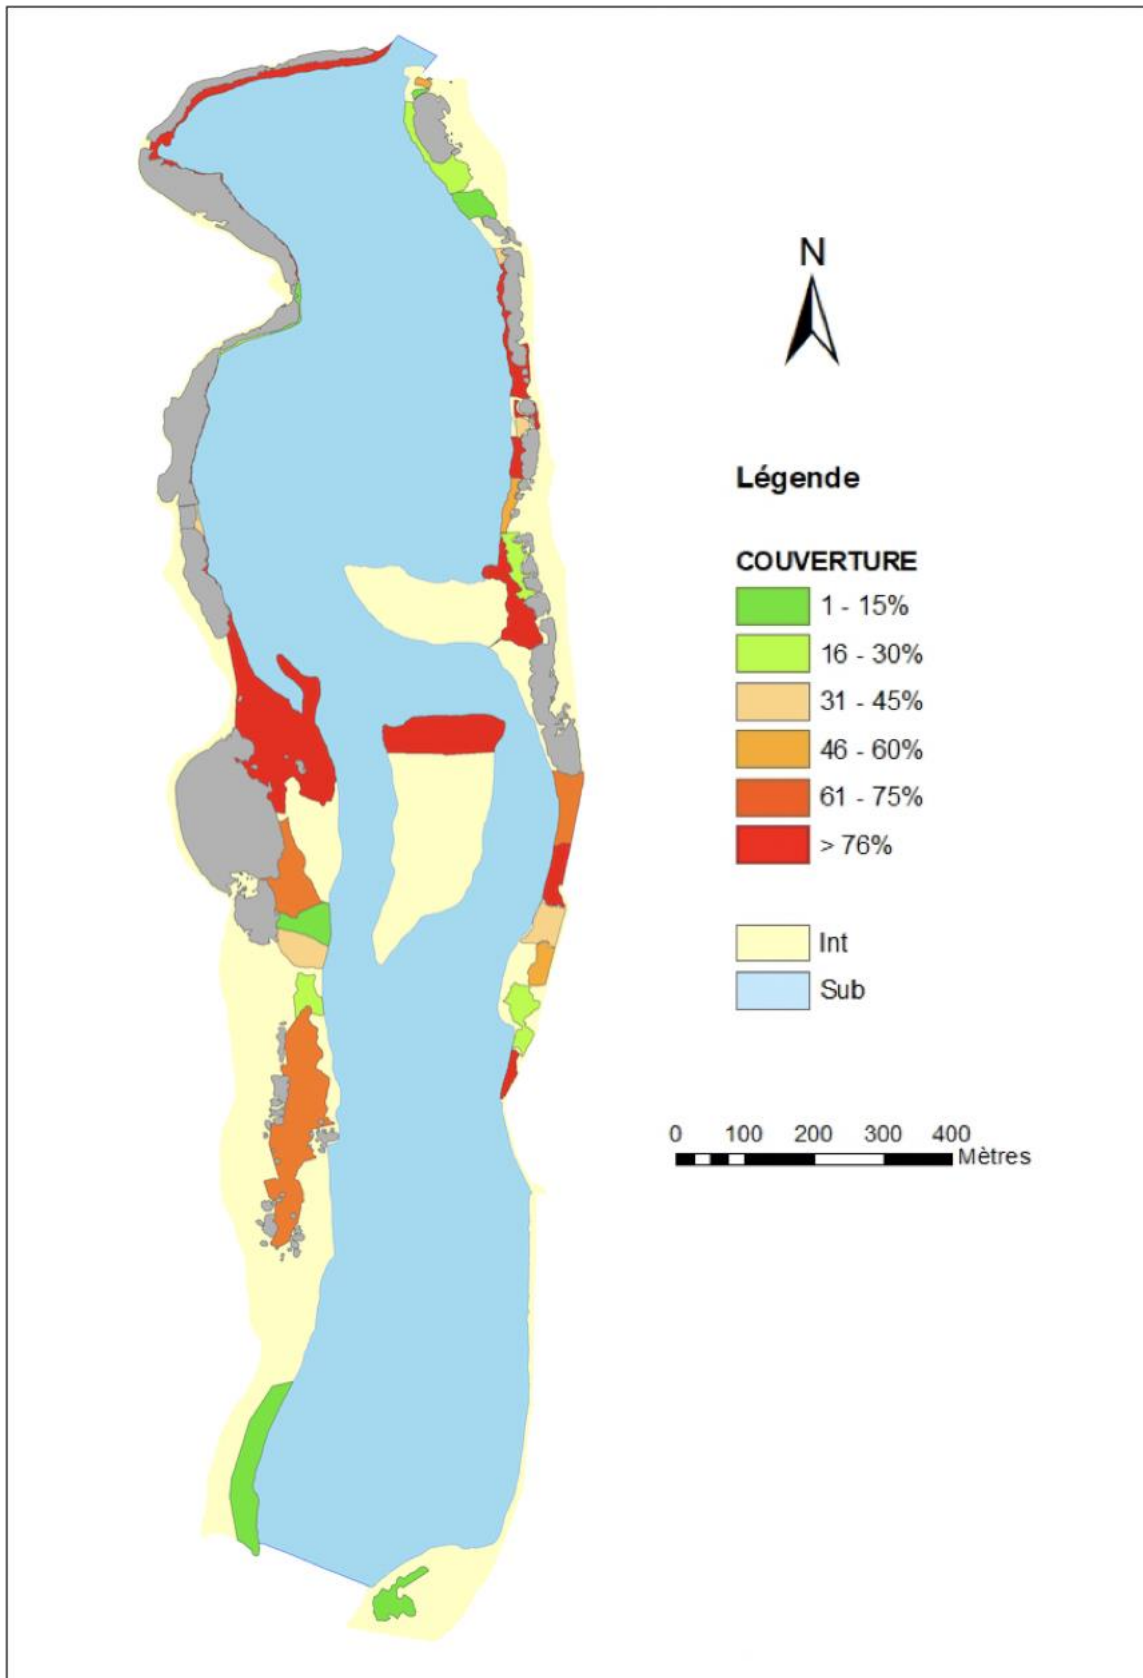 N
Légende
COUVERTURE
1 - 15%
16 - 30%
31 - 45%
46 - 60%
61 - 75%
> 76%
Int
Sub
0 100 200 300 400
Mètres